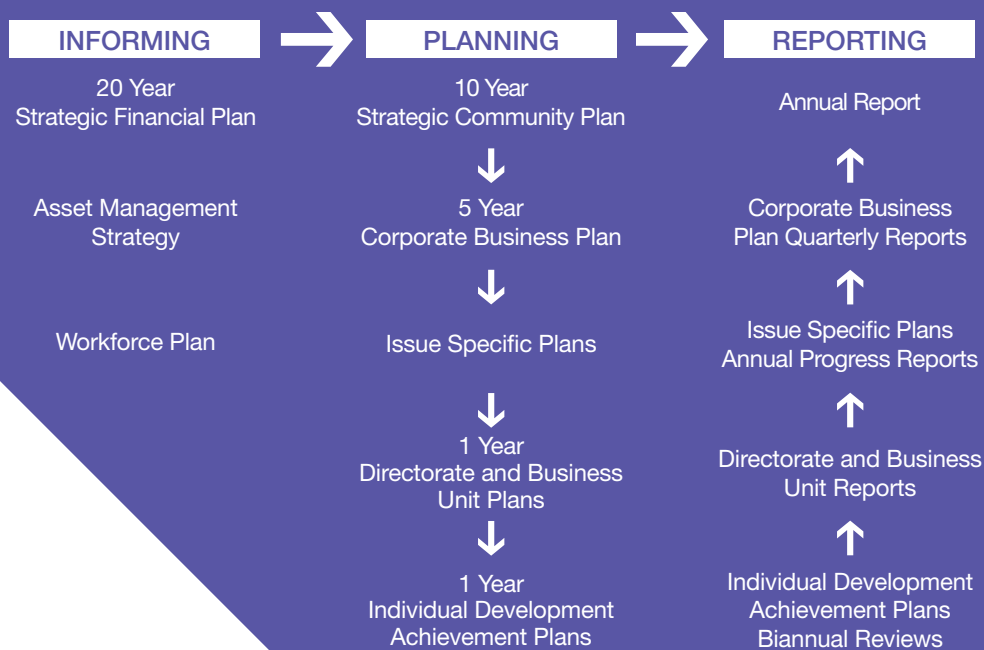 INFORMING
20 Year
Strategic Financial Plan
Asset Management
Strategy
Workforce Plan
PLANNING
10 Year
Strategic Community Plan
5 Year
Corporate Business Plan
Issue Specific Plans
1 Year
Directorate and Business
Unit Plans
1 Year
Individual Development
Achievement Plans
REPORTING
Annual Report
Corporate Business
Plan Quarterly Reports
Issue Specific Plans
Annual Progress Reports
Directorate and Business
Unit Reports
Individual Development
Achievement Plans
Biannual Reviews